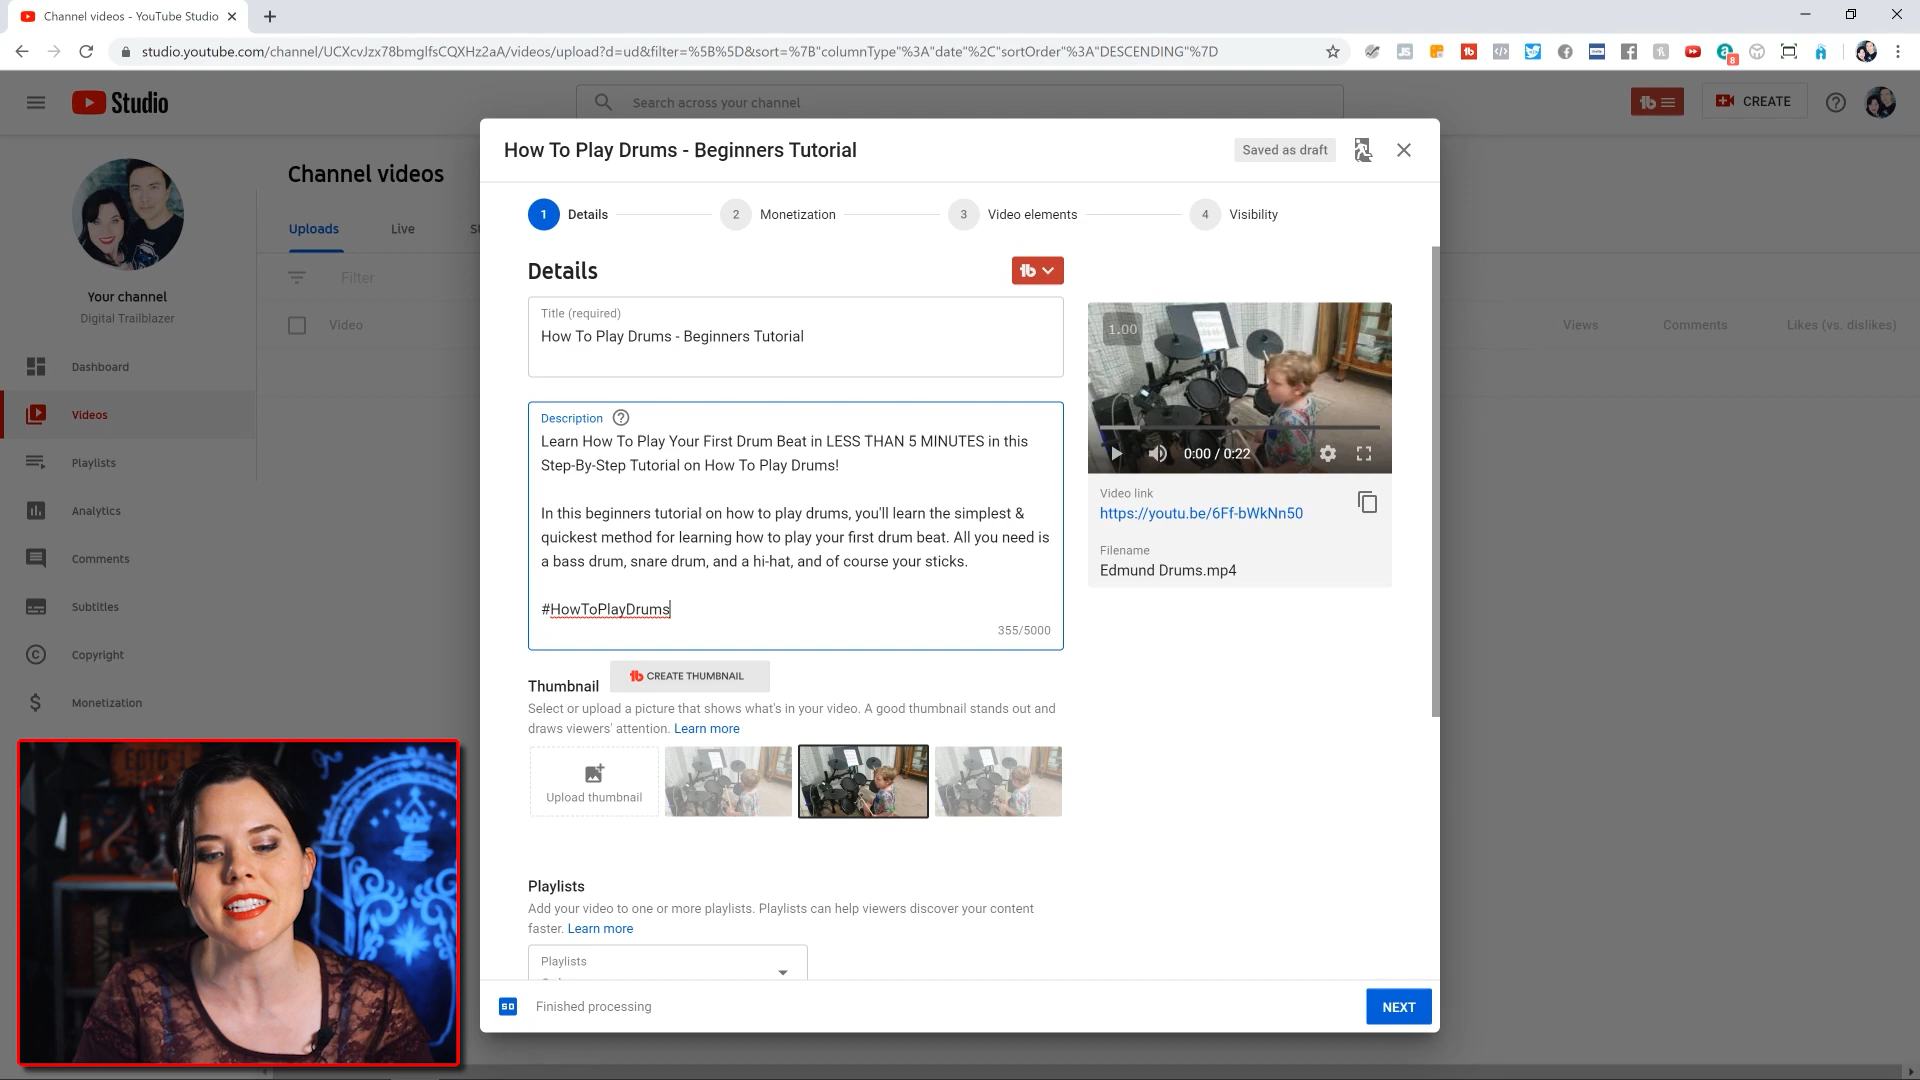 Channel videos - YouTube Studio
studio.youtube.com/channel/UCXcvJzx78bmglfsCQXHz2aA/videos/upload?d=ud&filter=%5B%5D&sort=%7B"columnType"%3A"date"%2C"sortOrder"%3A"DESCENDING"%7D
8
Studio
Search across your channel
CREATE
Your channel
Digital Trailblazer
Dashboard
Videos
Playlists
Analytics
Comments
Subtitles
Copyright
Monetization
Channel videos
Uploads
Live
Filter
Video
Views
Comments
Likes (vs. dislikes)
How To Play Drums - Beginners Tutorial
Saved as draft
1 Details
2 Monetization
3 Video elements
4 Visibility
Details
Title (required)
How To Play Drums - Beginners Tutorial
Description
Learn How To Play Your First Drum Beat in LESS THAN 5 MINUTES in this
Step-By-Step Tutorial on How To Play Drums!
In this beginners tutorial on how to play drums, you'll learn the simplest &
quickest method for learning how to play your first drum beat. All you need is
a bass drum, snare drum, and a hi-hat, and of course your sticks.
#HowToPlayDrums
355/5000
1.00
0:00 / 0:22
Video link
https://youtu.be/6Ff-bWkNn50
Filename
Edmund Drums.mp4
Thumbnail
CREATE THUMBNAIL
Select or upload a picture that shows what's in your video. A good thumbnail stands out and
draws viewers' attention. Learn more
Upload thumbnail
Playlists
Add your video to one or more playlists. Playlists can help viewers discover your content
faster. Learn more
Playlists
SD
Finished processing
NEXT